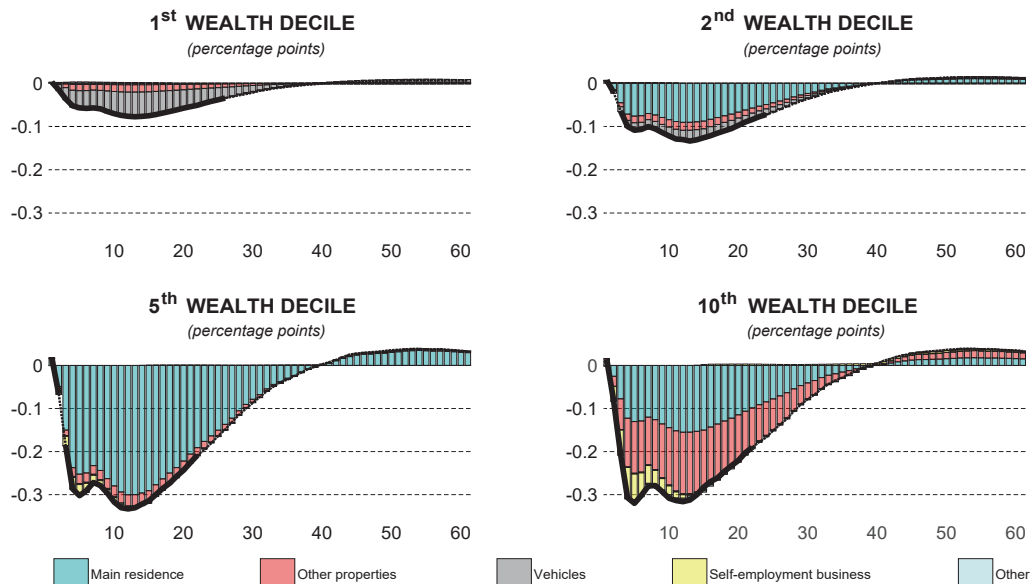 1st WEALTH DECILE
(percentage points)
0
-0.1
-0.2
-0.3
10 20 30 40 50 60
2nd WEALTH DECILE
(percentage points)
0
-0.1
-0.2
-0.3
10 20 30 40 50 60
5th WEALTH DECILE
(percentage points)
0
-0.1
-0.2
-0.3
10 20 30 40 50 60
10th WEALTH DECILE
(percentage points)
0
-0.1
-0.2
-0.3
10 20 30 40 50 60
Main residence Other properties Vehicles Self-employment business Other